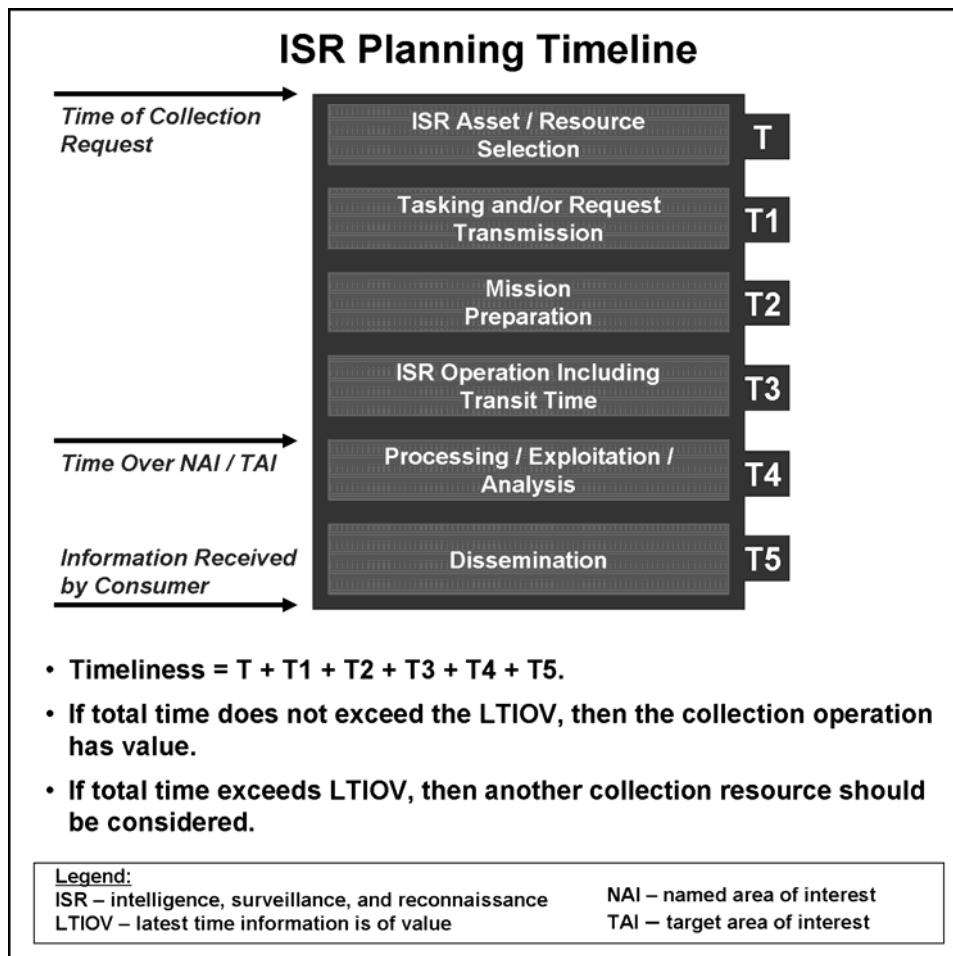 ISR Planning Timeline
Time of Collection
Request
ISR Asset / Resource
Selection
T
Tasking and/or Request
Transmission
T1
Mission
Preparation
T2
ISR Operation Including
Transit Time
T3
Time Over NAI / TAI
Processing / Exploitation /
Analysis
T4
Information Received
by Consumer
Dissemination
T5
• Timeliness = T + T1 + T2 + T3 + T4 + T5.
• If total time does not exceed the LTIOV, then the collection operation
has value.
• If total time exceeds LTIOV, then another collection resource should
be considered.
Legend:
ISR – intelligence, surveillance, and reconnaissance
LTIOV – latest time information is of value
NAI – named area of interest
TAI – target area of interest